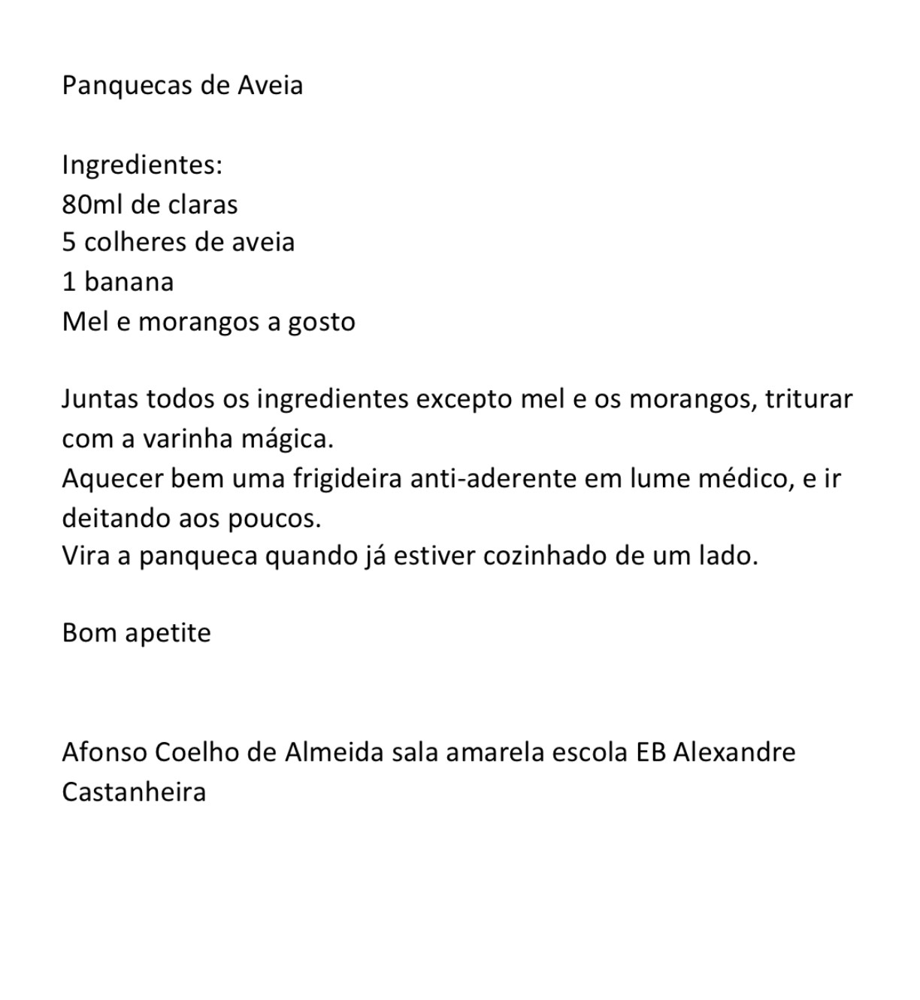 Panquecas de Aveia
Ingredientes:
80ml de claras
5 colheres de aveia
1 banana
Mel e morangos a gosto
Juntas todos os ingredientes excepto mel e os morangos, triturar
com a varinha mágica.
Aquecer bem uma frigideira anti-aderente em lume médico, e ir
deitando aos poucos.
Vira a panqueca quando já estiver cozinhado de um lado.
Bom apetite
Afonso Coelho de Almeida sala amarela escola EB Alexandre
Castanheira